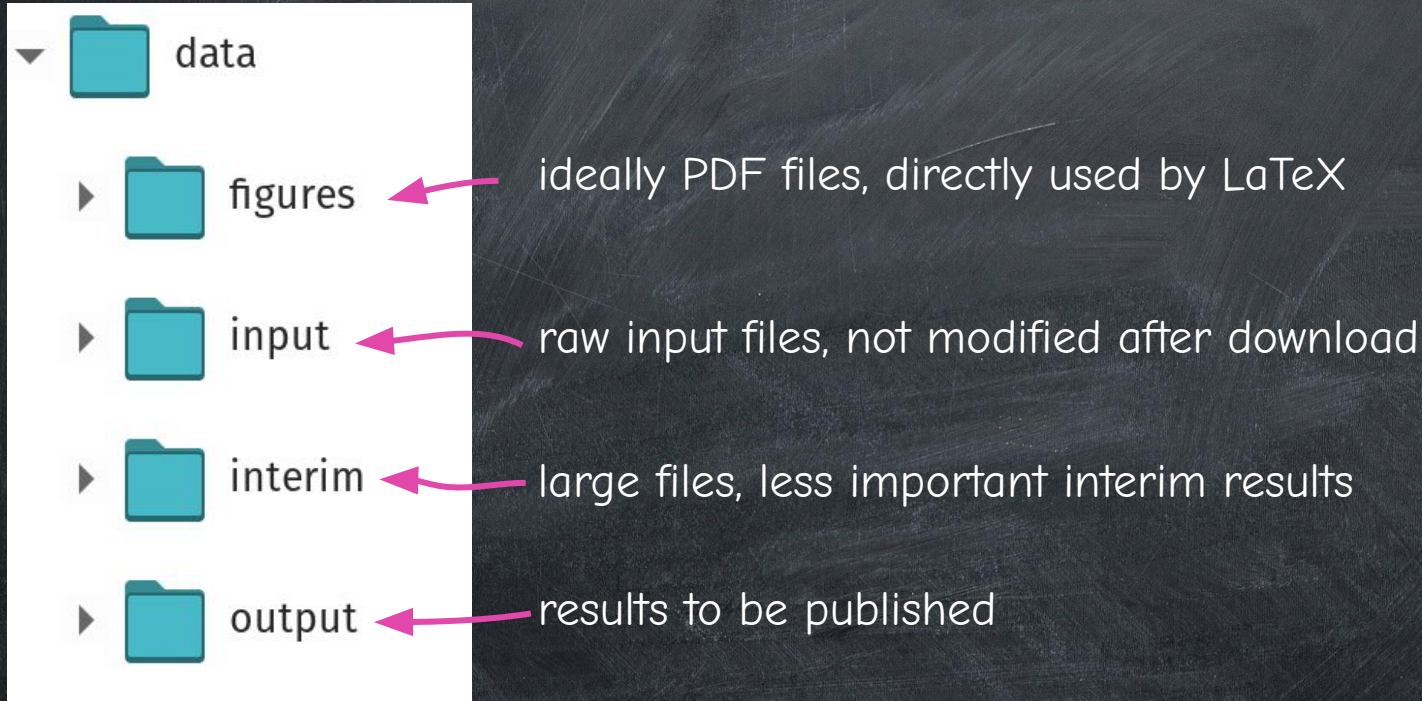 data
figures
ideally PDF files, directly used by LaTeX
input
raw input files, not modified after download
interim
large files, less important interim results
output
results to be published